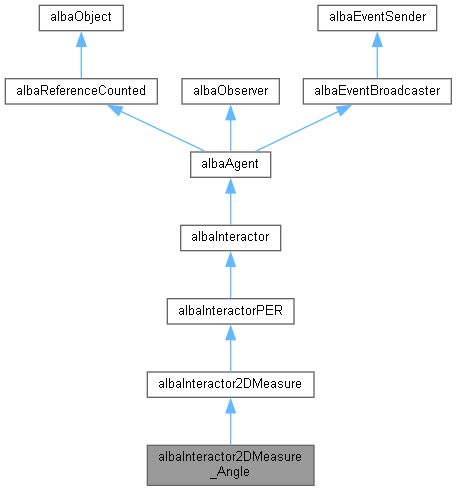 albaObject
albaEventSender
albaReferenceCounted
albaObserver
albaEventBroadcaster
albaAgent
albaInteractor
albaInteractorPER
albaInteractor2DMeasure
albaInteractor2DMeasure
_Angle